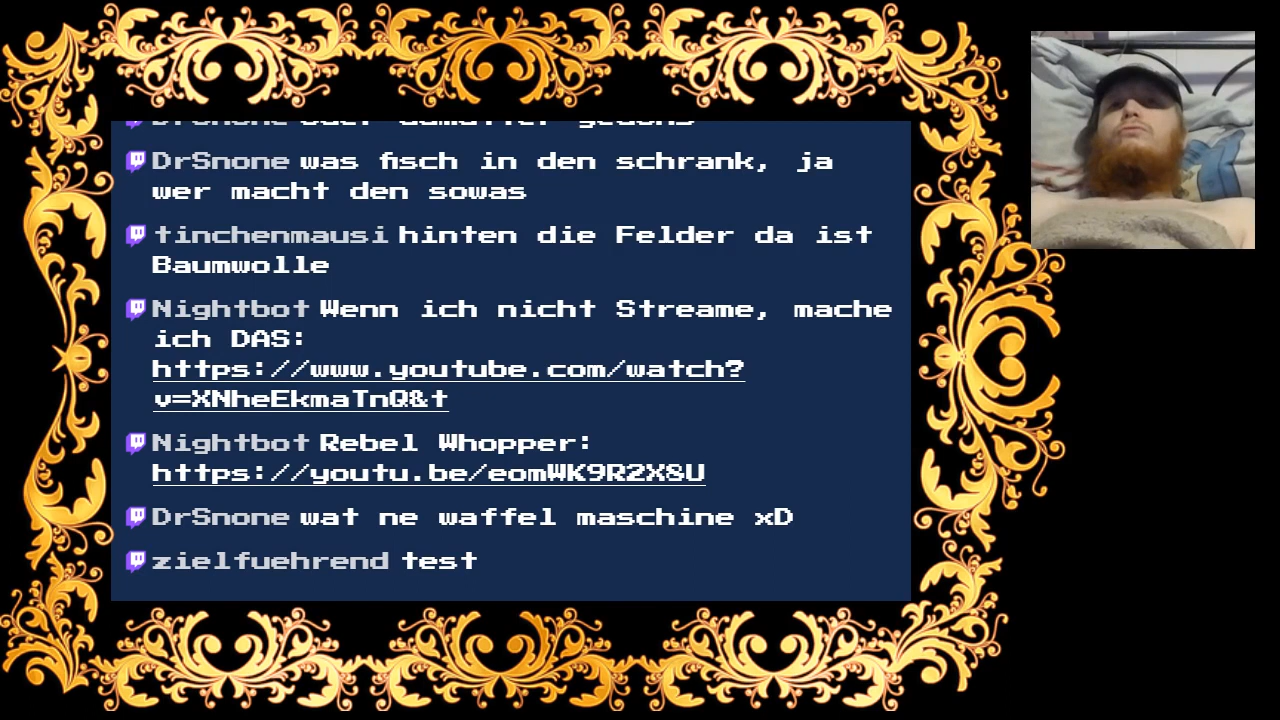 DrSnone was fisch in den schrank, ja
wer macht den sowas
tinchenmausi hinten die Felder da ist
Baumwolle
Nightbot Wenn ich nicht Streame, mache
ich DAS:
https://www.youtube.com/watch?
v=XNheEkmaTnQ&t
Nightbot Rebel Whopper:
https://youtu.be/eomWK9R2X8U
DrSnone wat ne waffel maschine xD
zielfuehrend test